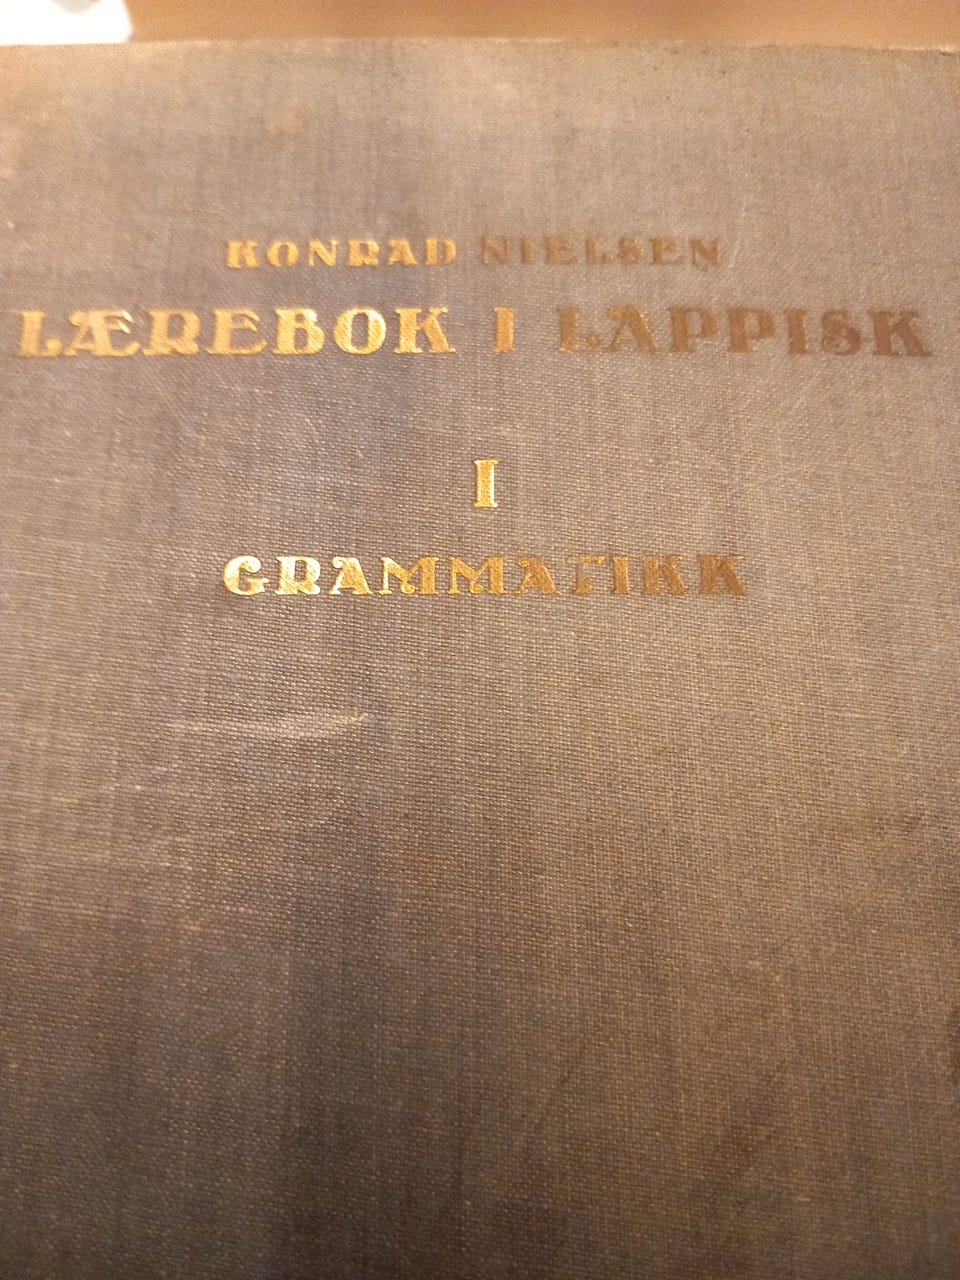 KONRAD NIELSEN
LÆREBOK I LAPPISK
I
GRAMMATIKK